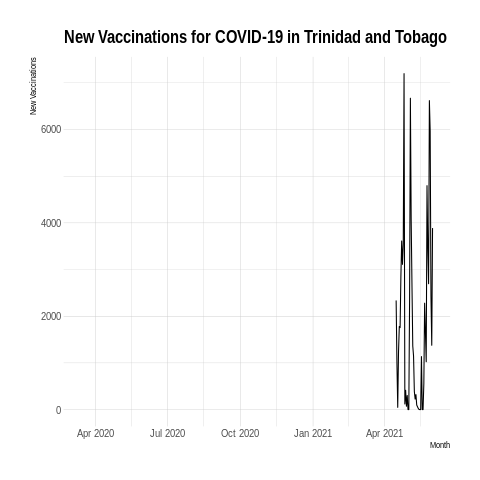 New Vaccinations for COVID-19 in Trinidad and Tobago
New Vaccinations
6000
4000
2000
0
Apr 2020 Jul 2020 Oct 2020 Jan 2021 Apr 2021
Month